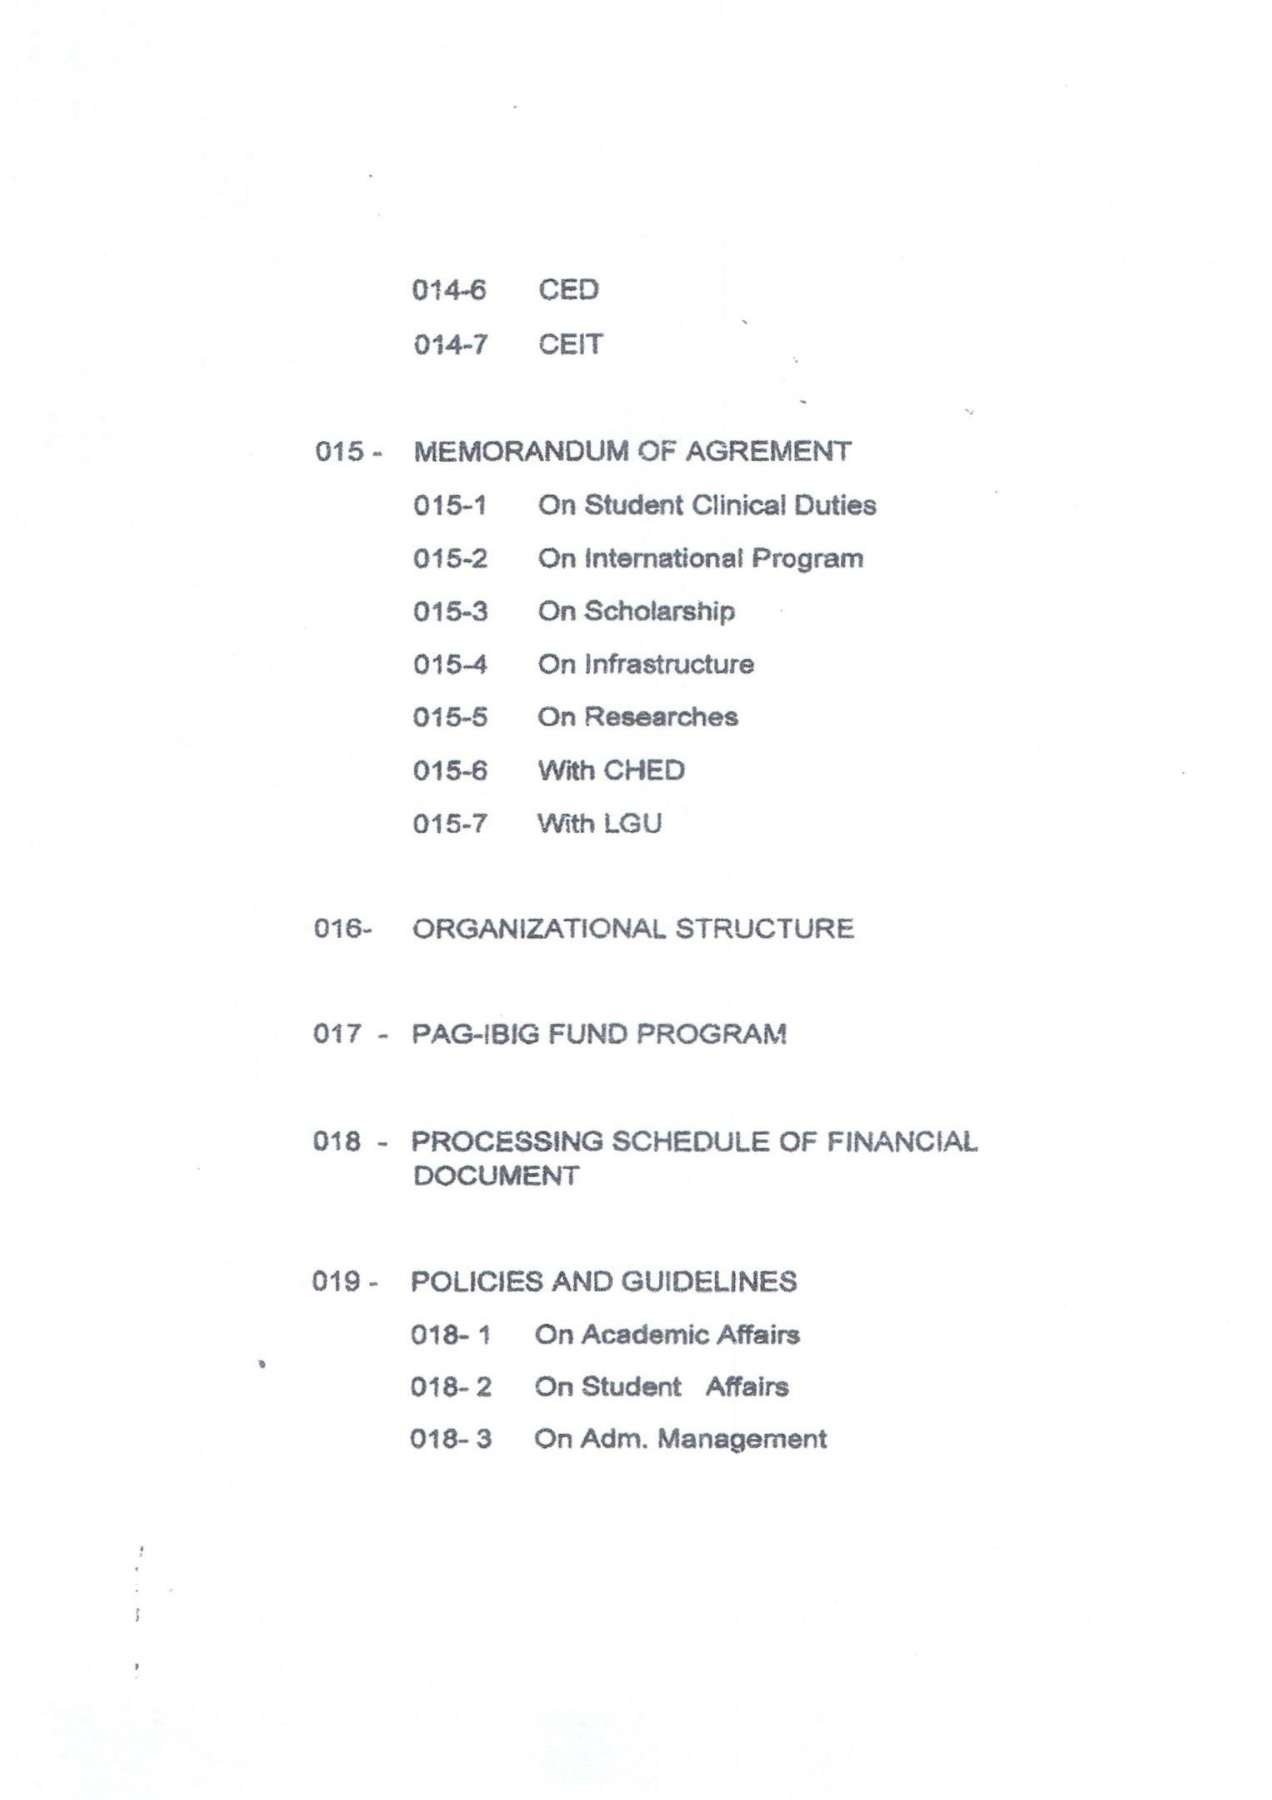 014-6 CED
014-7 CEIT
015 - MEMORANDUM OF AGREMENT
015-1 On Student Clinical Duties
015-2 On International Program
015-3 On Scholarship
015-4 On Infrastructure
015-5 On Researches
015-6 With CHED
015-7 With LGU
016- ORGANIZATIONAL STRUCTURE
017 - PAG-IBIG FUND PROGRAM
018 - PROCESSING SCHEDULE OF FINANCIAL
DOCUMENT
019 - POLICIES AND GUIDELINES
018- 1 On Academic Affairs
018- 2 On Student Affairs
018- 3 On Adm. Management